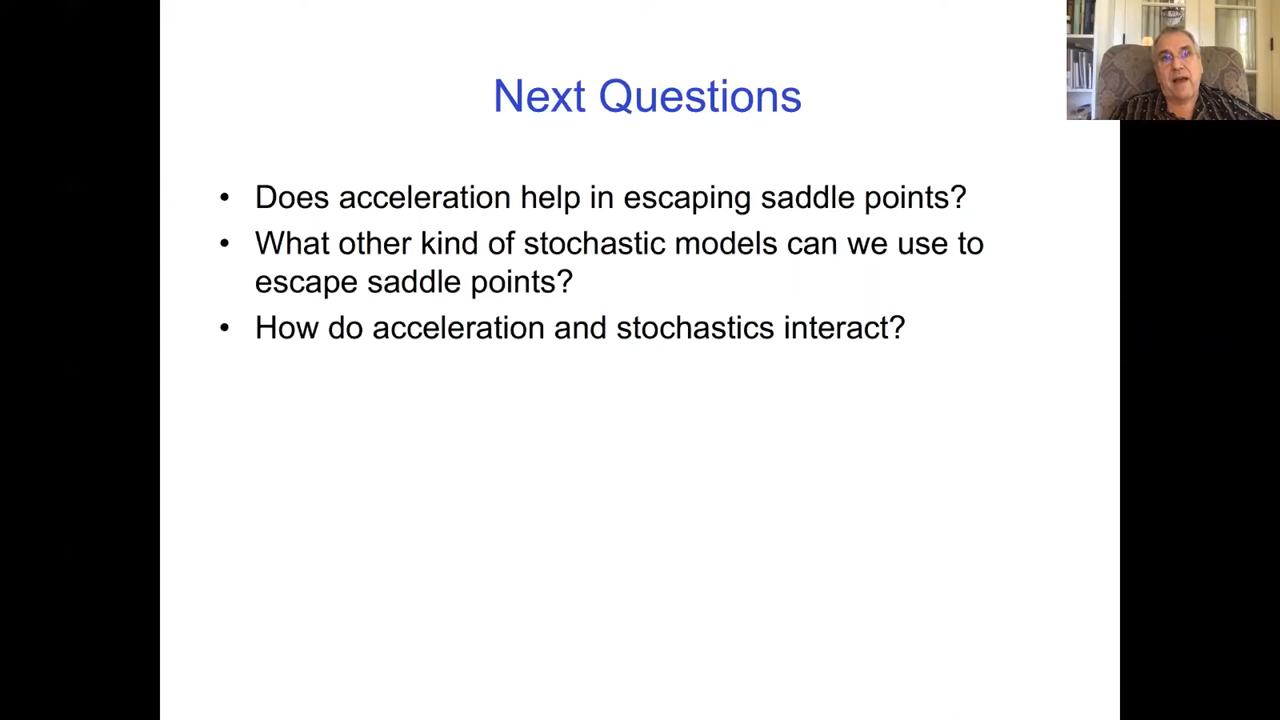 Next Questions
• Does acceleration help in escaping saddle points?
• What other kind of stochastic models can we use to
escape saddle points?
• How do acceleration and stochastics interact?